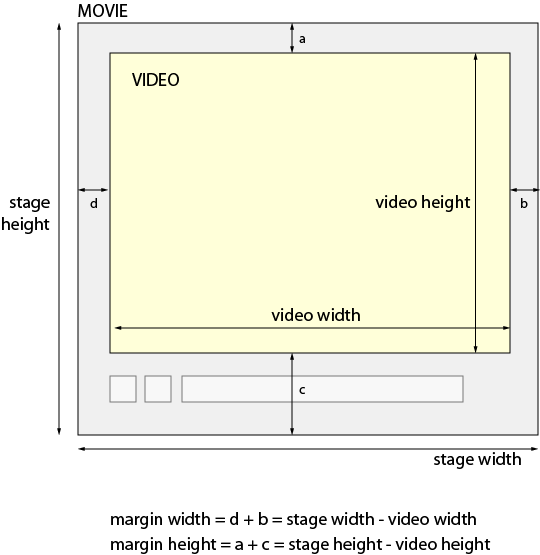 MOVIE
a
VIDEO
stage
height
d
video height
b
video width
c
stage width
margin width = d + b = stage width - video width
margin height = a + c = stage height - video height